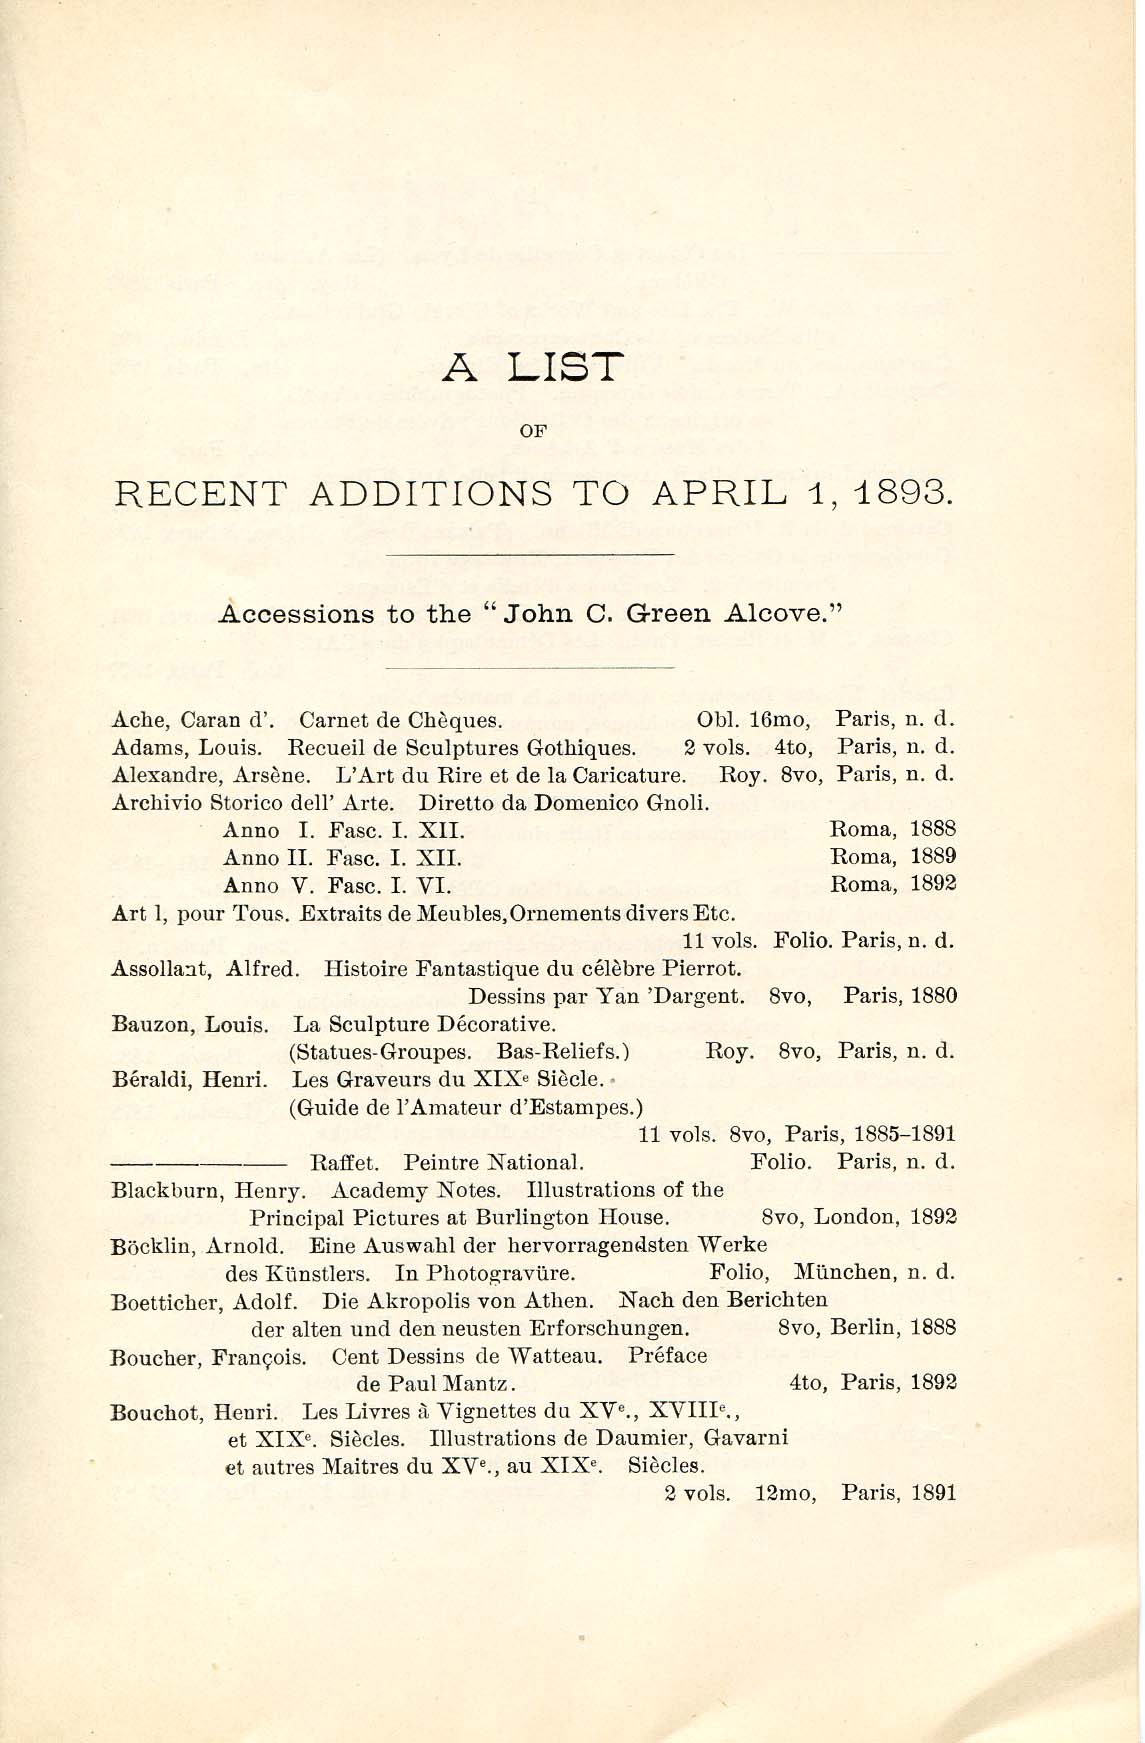 A LIST
OF
RECENT ADDITIONS TO APRIL 1, 1893.
Accessions to the “John C. Green Alcove.”
Ache, Caran d'. Carnet de Chèques. Obl. 16mo, Paris, n. d.
Adams, Louis. Recueil de Sculptures Gothiques. 2 vols. 4to, Paris, n. d.
Alexandre, Arsène. L'Art du Rire et de la Caricature. Roy. 8vo, Paris, n. d.
Archivio Storico dell' Arte. Diretto da Domenico Gnoli.
Anno I. Fasc. I. XII. Roma, 1888
Anno II. Fasc. I. XII. Roma, 1889
Anno V. Fasc. I. VI. Roma, 1892
Art l, pour Tous. Extraits de Meubles, Ornements divers Etc.
11 vols. Folio. Paris, n. d.
Assollant, Alfred. Histoire Fantastique du célèbre Pierrot.
Dessins par Yan 'Dargent. 8vo, Paris, 1880
Bauzon, Louis. La Sculpture Décorative.
(Statues-Groupes. Bas-Reliefs.) Roy. 8vo, Paris, n. d.
Béraldi, Henri. Les Graveurs du XIXe Siècle.
(Guide de l'Amateur d'Estampes.)
11 vols. 8vo, Paris, 1885–1891
———— Raffet. Peintre National. Folio. Paris, n. d.
Blackburn, Henry. Academy Notes. Illustrations of the
Principal Pictures at Burlington House. 8vo, London, 1892
Böcklin, Arnold. Eine Auswahl der hervorragendsten Werke
des Künstlers. In Photogravüre. Folio, München, n. d.
Boetticher, Adolf. Die Akropolis von Athen. Nach den Berichten
der alten und den neusten Erforschungen. 8vo, Berlin, 1888
Boucher, François. Cent Dessins de Watteau. Préface
de Paul Mantz. 4to, Paris, 1892
Bouchot, Henri. Les Livres à Vignettes du XVe., XVIIIe.,
et XIXe. Siècles. Illustrations de Daumier, Gavarni
et autres Maitres du XVe., au XIXe. Siècles.
2 vols. 12mo, Paris, 1891